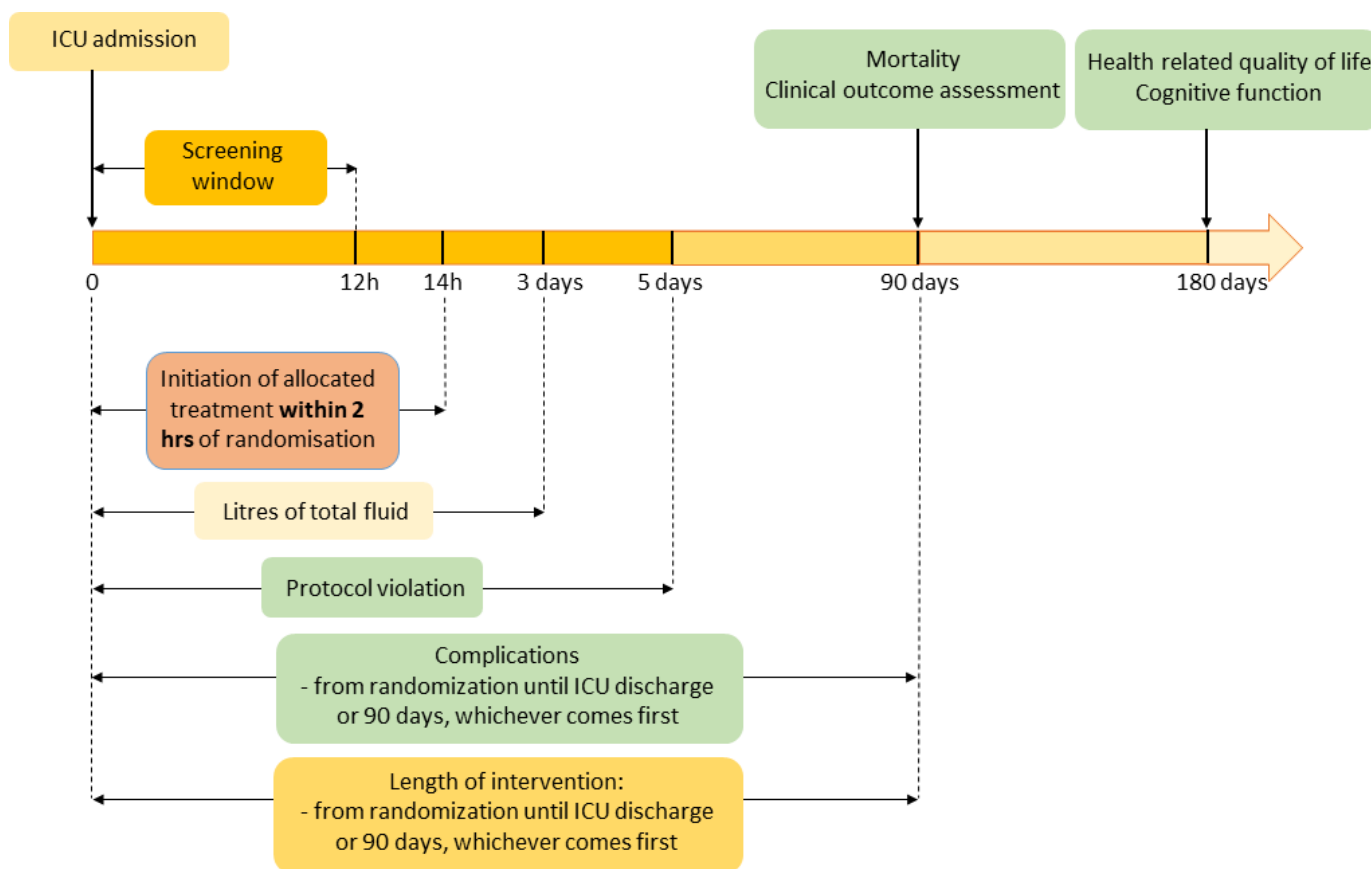 ICU admission
Mortality
Clinical outcome assessment
Health related quality of life
Cognitive function
Screening
window
0
12h
14h
3 days
5 days
90 days
180 days
Initiation of allocated
treatment within 2
hrs of randomisation
Litres of total fluid
Protocol violation
Complications
- from randomization until ICU discharge
or 90 days, whichever comes first
Length of intervention:
- from randomization until ICU discharge
or 90 days, whichever comes first